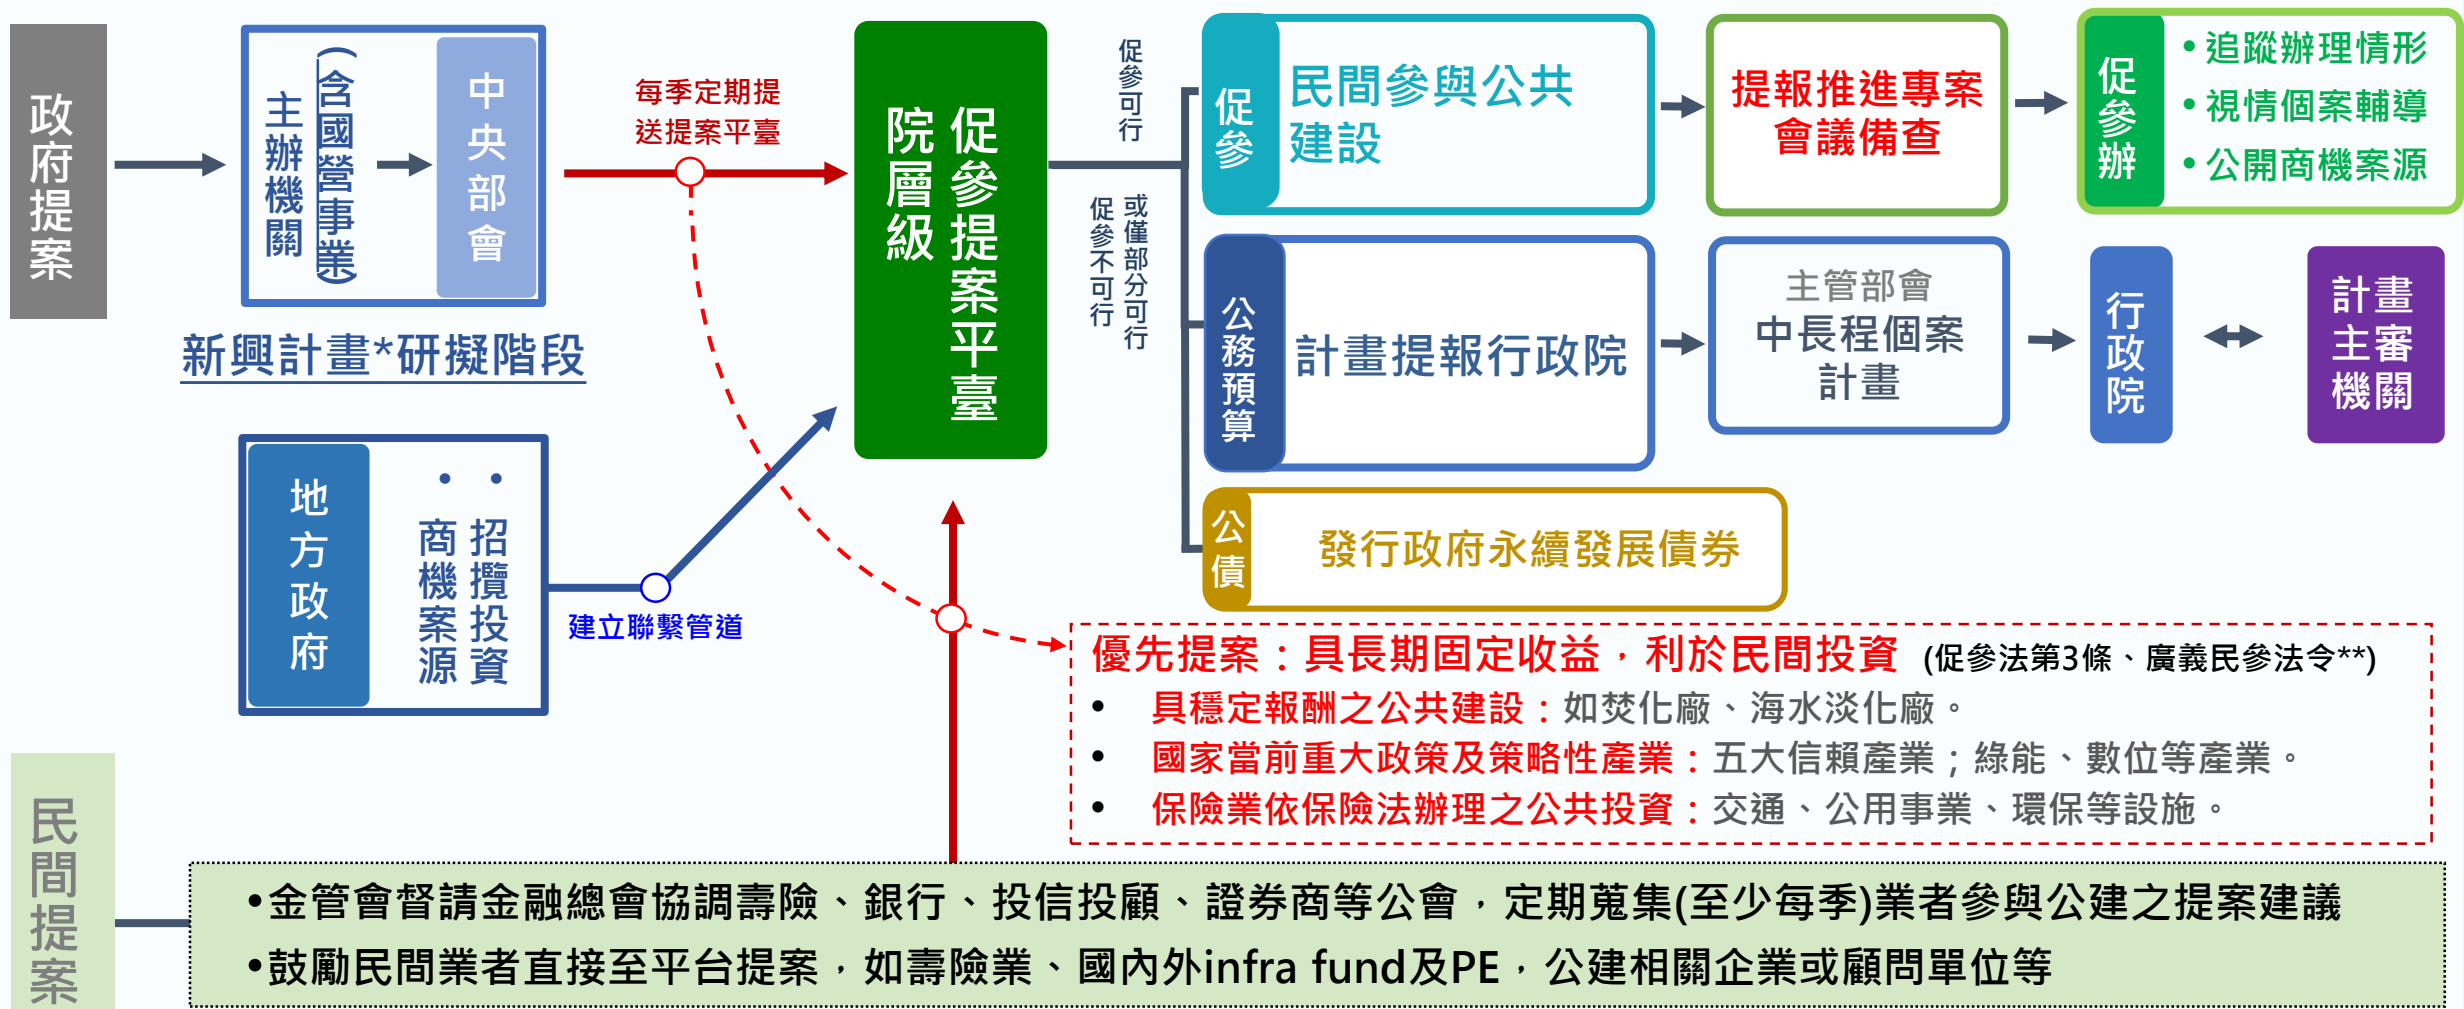 政府提案
主辦機關
(含國營事業)
中央部會
新興計畫*研擬階段
每季定期提
送提案平臺
地方政府
• 招攬投資
• 商機案源
建立聯繫管道
院層級
促參提案平臺
促參可行
促參不可行
或僅部分可行
促參
民間參與公共
建設
提報推進專案
會議備查
促參辦
• 追蹤辦理情形
• 視情個案輔導
• 公開商機案源
公務預算
計畫提報行政院
主管部會
中長程個案
計畫
行政院
計畫
主審
機關
公債
發行政府永續發展債券
優先提案：具長期固定收益，利於民間投資 (促參法第3條、廣義民參法令**)
• 具穩定報酬之公共建設：如焚化廠、海水淡化廠。
• 國家當前重大政策及策略性產業：五大信賴產業；綠能、數位等產業。
• 保險業依保險法辦理之公共投資：交通、公用事業、環保等設施。
民間提案
•金管會督請金融總會協調壽險、銀行、投信投顧、證券商等公會，定期蒐集(至少每季)業者參與公建之提案建議
•鼓勵民間業者直接至平台提案，如壽險業、國內外infra fund及PE，公建相關企業或顧問單位等